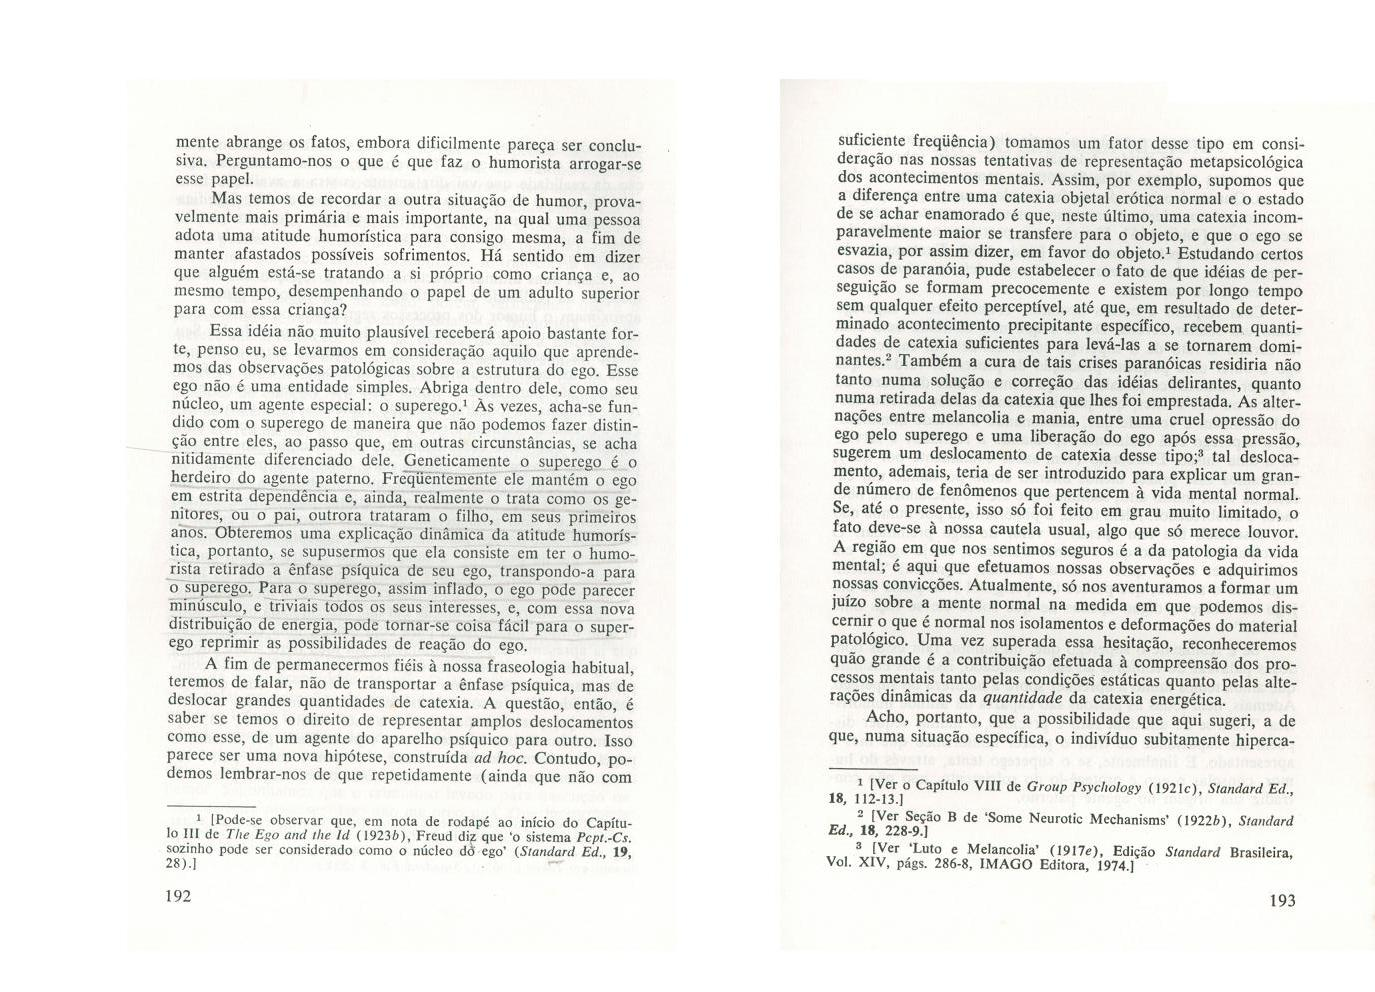 mente abrange os fatos, embora dificilmente pareça ser conclu-
siva. Perguntamo-nos o que é que faz o humorista arrogar-se
esse papel.
Mas temos de recordar a outra situação de humor, prova-
velmente mais primária e mais importante, na qual uma pessoa
adota uma atitude humorística para consigo mesma, a fim de
manter afastados possíveis sofrimentos. Há sentido em dizer
que alguém está-se tratando a si próprio como criança e, ao
mesmo tempo, desempenhando o papel de um adulto superior
para com essa criança?
Essa idéia não muito plausível receberá apoio bastante for-
te, penso eu, se levarmos em consideração aquilo que aprende-
mos das observações patológicas sobre a estrutura do ego. Esse
ego não é uma entidade simples. Abriga dentro dele, como seu
núcleo, um agente especial: o superego.¹ Às vezes, acha-se fun-
dido com o superego de maneira que não podemos fazer distin-
ção entre eles, ao passo que, em outras circunstâncias, se acha
nitidamente diferenciado dele. Geneticamente o superego é o
herdeiro do agente paterno. Freqüentemente ele mantém o ego
em estrita dependência e, ainda, realmente o trata como os ge-
nitores, ou o pai, outrora trataram o filho, em seus primeiros
anos. Obteremos uma explicação dinâmica da atitude humorís-
tica, portanto, se supusermos que ela consiste em ter o humo-
rista retirado a ênfase psíquica de seu ego, transpondo-a para
o superego. Para o superego, assim inflado, o ego pode parecer
minúsculo, e triviais todos os seus interesses, e, com essa nova
distribuição de energia, pode tornar-se coisa fácil para o super-
ego reprimir as possibilidades de reação do ego.
A fim de permanecermos fiéis à nossa fraseologia habitual,
teremos de falar, não de transportar a ênfase psíquica, mas de
deslocar grandes quantidades de catexia. A questão, então, é
saber se temos o direito de representar amplos deslocamentos
como esse, de um agente do aparelho psíquico para outro. Isso
parece ser uma nova hipótese, construída ad hoc. Contudo, po-
demos lembrar-nos de que repetidamente (ainda que não com
¹ [Pode-se observar que, em nota de rodapé ao início do Capítu-
lo III de The Ego and the Id (1923b), Freud diz que 'o sistema Pcpt.-Cs.
sozinho pode ser considerado como o núcleo do ego' (Standard Ed., 19,
28).]
192
suficiente freqüência) tomamos um fator desse tipo em consi-
deração nas nossas tentativas de representação metapsicológica
dos acontecimentos mentais. Assim, por exemplo, supomos que
a diferença entre uma catexia objetal erótica normal e o estado
de se achar enamorado é que, neste último, uma catexia incom-
paravelmente maior se transfere para o objeto, e que o ego se
esvazia, por assim dizer, em favor do objeto.¹ Estudando certos
casos de paranóia, pude estabelecer o fato de que idéias de per-
seguição se formam precocemente e existem por longo tempo
sem qualquer efeito perceptível, até que, em resultado de deter-
minado acontecimento precipitante específico, recebem quanti-
dades de catexia suficientes para levá-las a se tornarem domi-
nantes.² Também a cura de tais crises paranóicas residiria não
tanto numa solução e correção das idéias delirantes, quanto
numa retirada delas da catexia que lhes foi emprestada. As alter-
nações entre melancolia e mania, entre uma cruel opressão do
ego pelo superego e uma liberação do ego após essa pressão,
sugerem um deslocamento de catexia desse tipo;³ tal desloca-
mento, ademais, teria de ser introduzido para explicar um gran-
de número de fenômenos que pertencem à vida mental normal.
Se, até o presente, isso só foi feito em grau muito limitado, o
fato deve-se à nossa cautela usual, algo que só merece louvor.
A região em que nos sentimos seguros é a da patologia da vida
mental; é aqui que efetuamos nossas observações e adquirimos
nossas convicções. Atualmente, só nos aventuramos a formar um
juízo sobre a mente normal na medida em que podemos dis-
cernir o que é normal nos isolamentos e deformações do material
patológico. Uma vez superada essa hesitação, reconheceremos
quão grande é a contribuição efetuada à compreensão dos pro-
cessos mentais tanto pelas condições estáticas quanto pelas alte-
rações dinâmicas da quantidade da catexia energética.
Acho, portanto, que a possibilidade que aqui sugeri, a de
que, numa situação específica, o indivíduo subitamente hiperca-
¹ [Ver o Capítulo VIII de Group Psychology (1921c), Standard Ed.,
18, 112-13.]
² [Ver Seção B de 'Some Neurotic Mechanisms' (1922b), Standard
Ed., 18, 228-9.]
³ [Ver 'Luto e Melancolia' (1917e), Edição Standard Brasileira,
Vol. XIV, págs. 286-8, IMAGO Editora, 1974.]
193